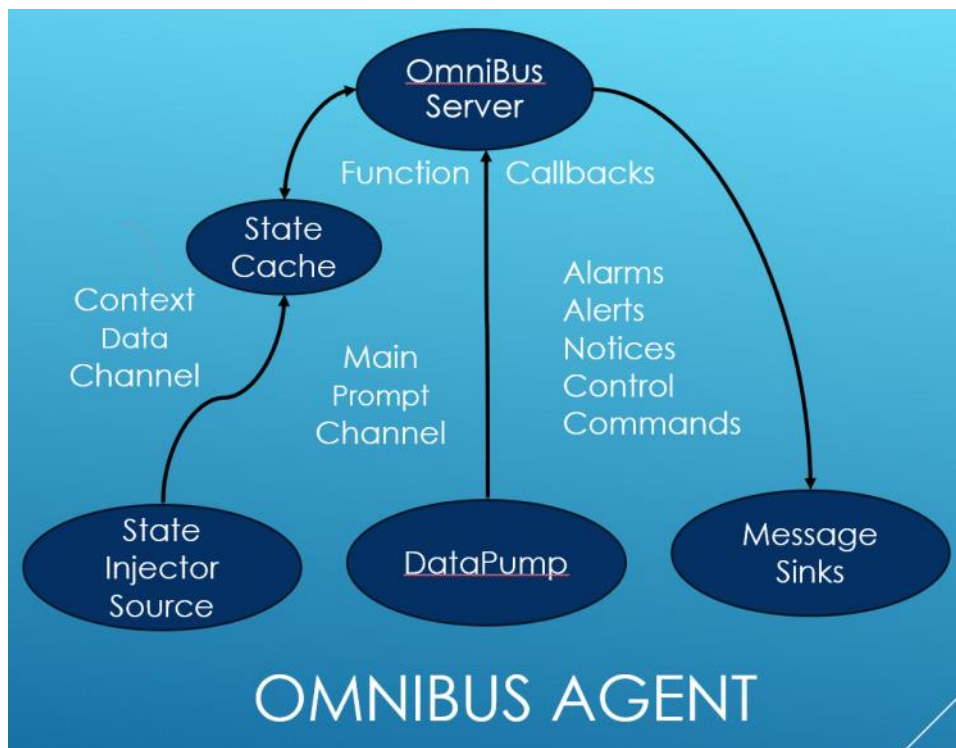 OmniBus
Server
Function Callbacks
State
Cache
Context
Data
Channel
Main
Prompt
Channel
Alarms
Alerts
Notices
Control
Commands
State
Injector
Source
DataPump
Message
Sinks
OMNIBUS AGENT